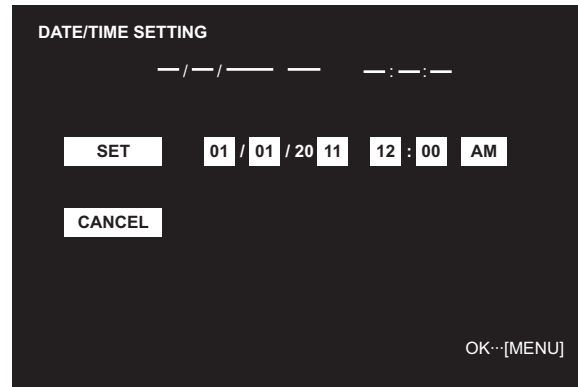 DATE/TIME SETTING
—/—/—— — —:—:—
SET 01 / 01 / 20 11 12 : 00 AM
CANCEL
OK···[MENU]